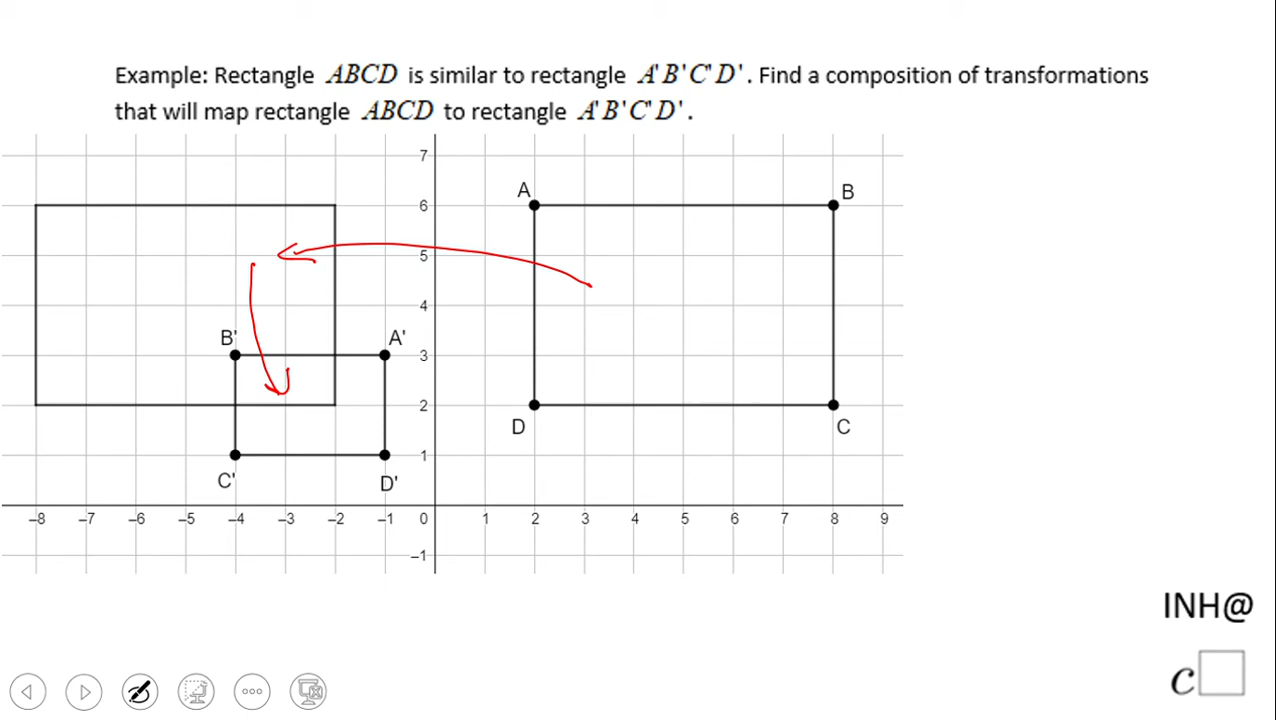 Example: Rectangle ABCD is similar to rectangle A'B'C'D'. Find a composition of transformations
that will map rectangle ABCD to rectangle A'B'C'D'.
7
A
B
6
5
4
B'
A'
3
2
D
C
1
C'
D'
–8 –7 –6 –5 –4 –3 –2 –1 0 1 2 3 4 5 6 7 8 9
–1
INH@
c